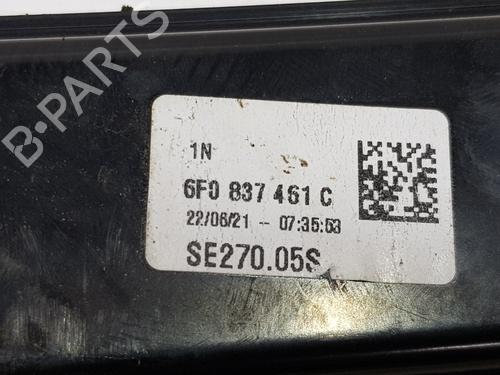 B-PARTS
1N
6F0 837 461 C
22/06/21 - 07:35:53
SE270.05S